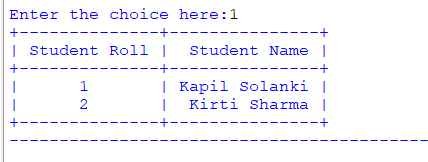 Enter the choice here:1
+--------------+---------------+
| Student Roll |  Student Name |
+--------------+---------------+
|      1       | Kapil Solanki |
|      2       |  Kirti Sharma |
+--------------+---------------+
------------------------------------------